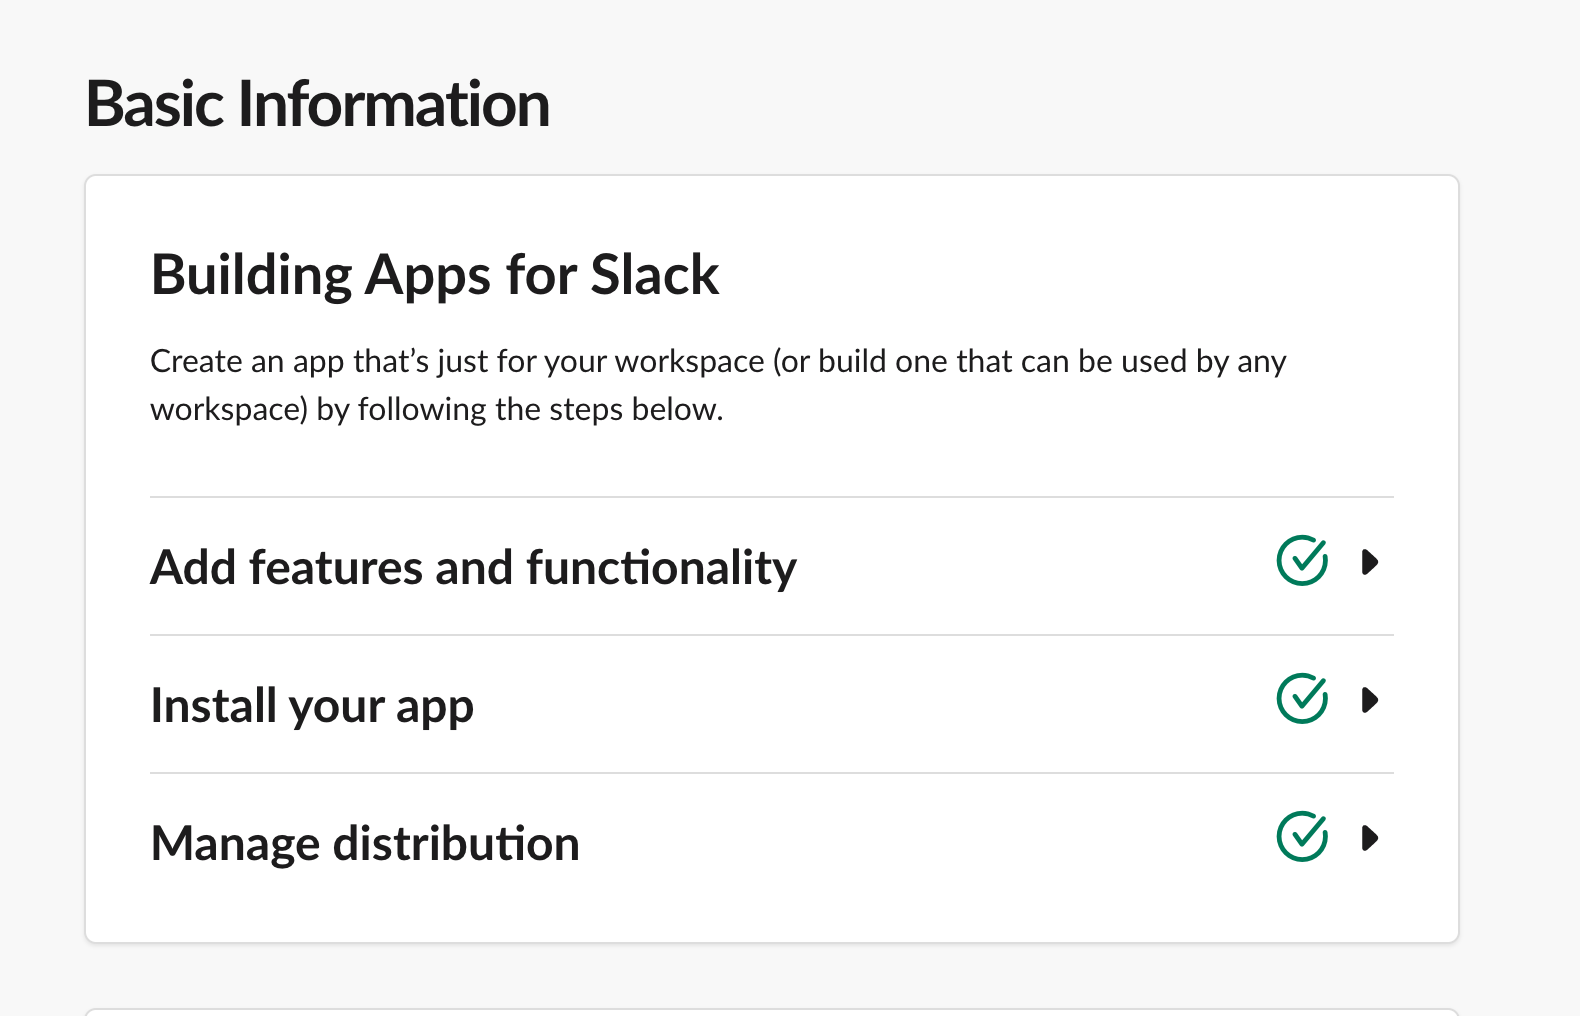 Basic Information
Building Apps for Slack
Create an app that’s just for your workspace (or build one that can be used by any
workspace) by following the steps below.
Add features and functionality
Install your app
Manage distribution